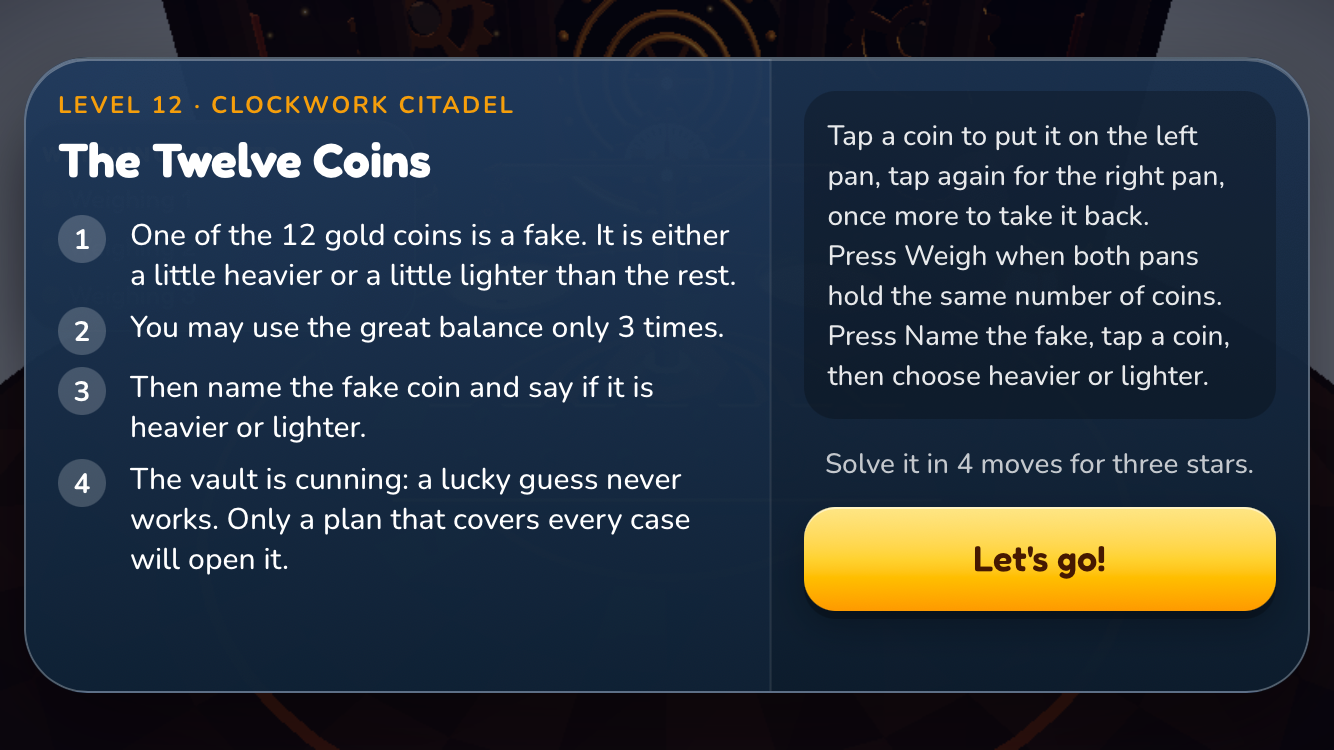 LEVEL 12 · CLOCKWORK CITADEL
The Twelve Coins
1 One of the 12 gold coins is a fake. It is either
a little heavier or a little lighter than the rest.
2 You may use the great balance only 3 times.
3 Then name the fake coin and say if it is
heavier or lighter.
4 The vault is cunning: a lucky guess never
works. Only a plan that covers every case
will open it.
Tap a coin to put it on the left
pan, tap again for the right pan,
once more to take it back.
Press Weigh when both pans
hold the same number of coins.
Press Name the fake, tap a coin,
then choose heavier or lighter.
Solve it in 4 moves for three stars.
Let's go!